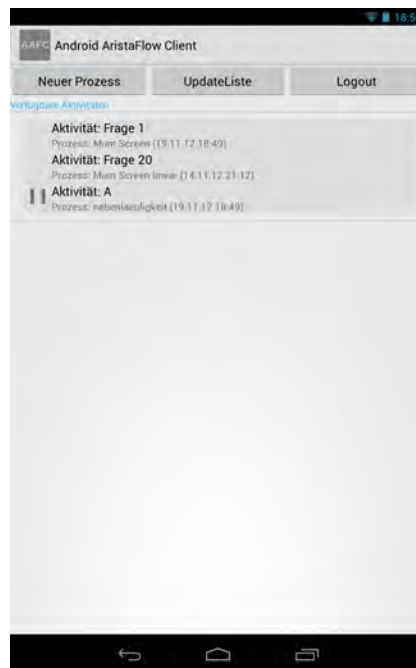 18:5
AAFC Android AristaFlow Client
Neuer Prozess UpdateListe Logout
Verfügbare Aktivitäten
Aktivität: Frage 1
Prozess: Mum Screen (19.11.12 18:49)
Aktivität: Frage 20
Prozess: Mum Screen linear (14.11.12 21:12)
Aktivität: A
Prozess: nebenlaeufigkeit (19.11.12 18:49)